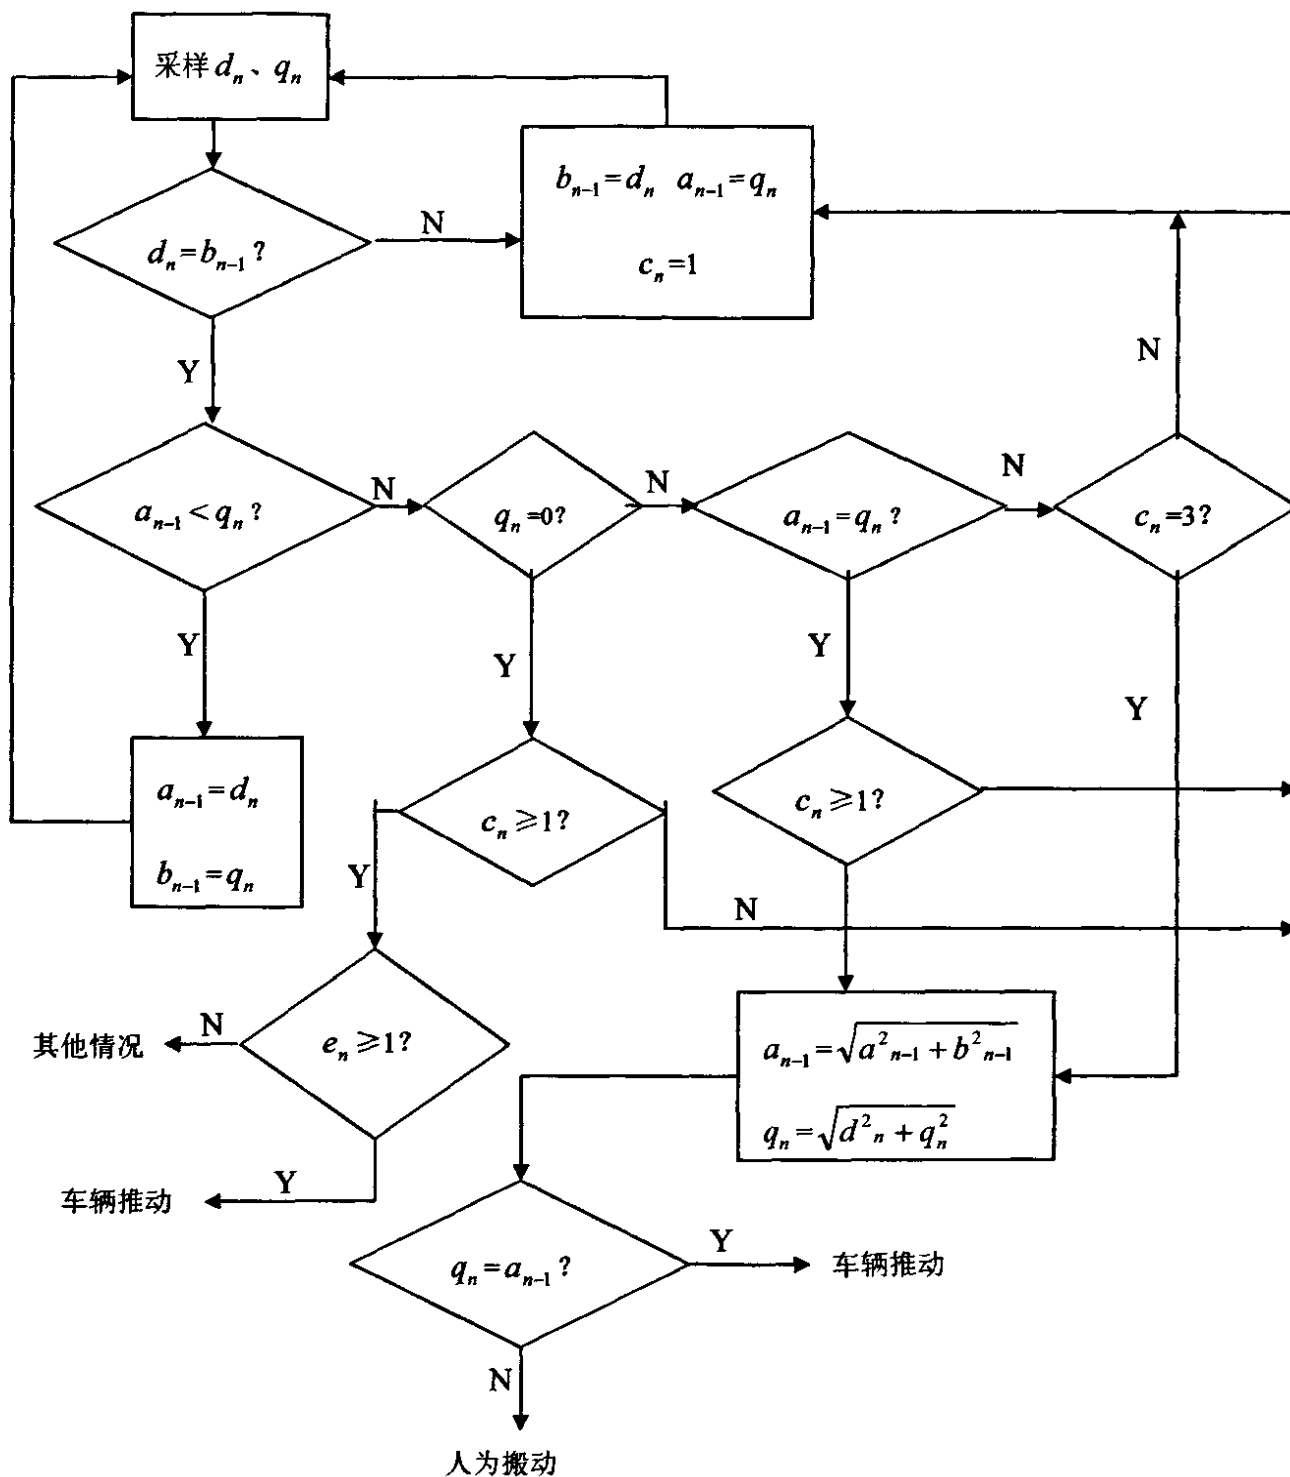 采样 dₙ、qₙ
bₙ₋₁=dₙ aₙ₋₁=qₙ
cₙ=1
N
dₙ=bₙ₋₁?
Y
N
aₙ₋₁<qₙ?
N
qₙ=0?
N
aₙ₋₁=qₙ?
N
cₙ=3?
Y
Y
Y
Y
aₙ₋₁=dₙ
bₙ₋₁=qₙ
cₙ≥1?
cₙ≥1?
Y
N
其他情况
N
eₙ≥1?
aₙ₋₁=√(a²ₙ₋₁+b²ₙ₋₁)
qₙ=√(d²ₙ+q²ₙ)
车辆推动
Y
qₙ=aₙ₋₁?
Y
车辆推动
N
人为搬动